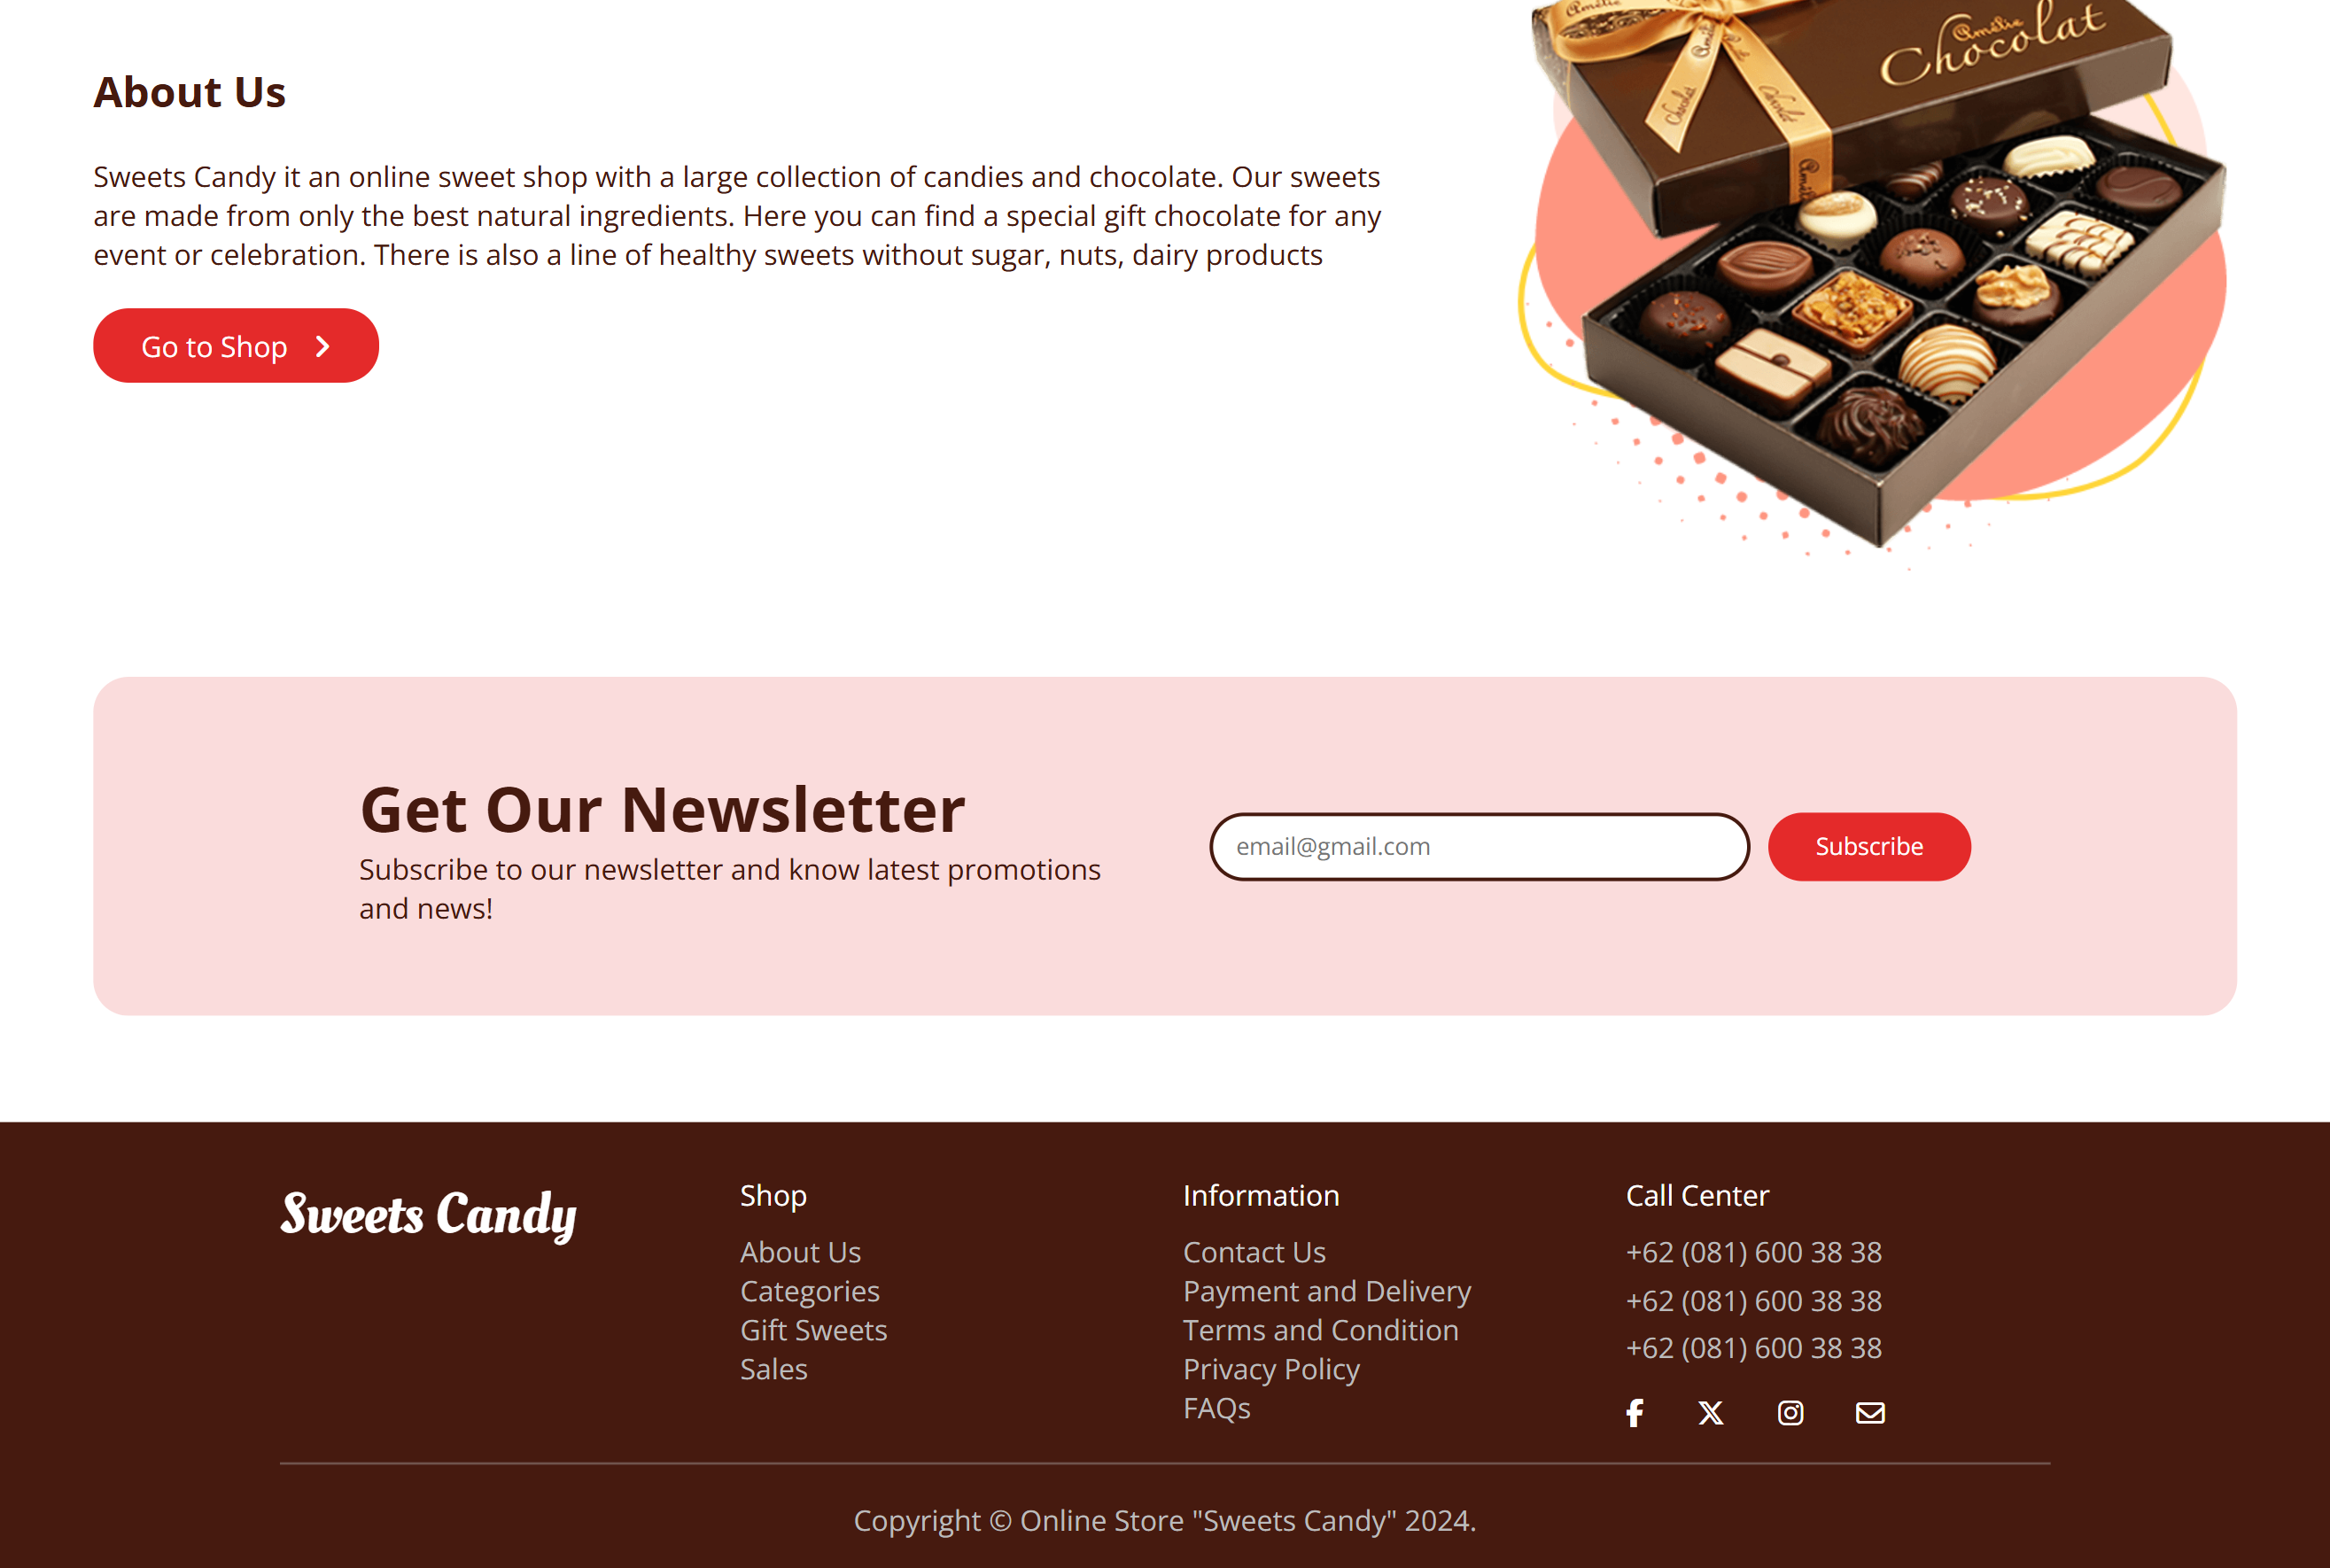 About Us
Sweets Candy it an online sweet shop with a large collection of candies and chocolate. Our sweets
are made from only the best natural ingredients. Here you can find a special gift chocolate for any
event or celebration. There is also a line of healthy sweets without sugar, nuts, dairy products
Go to Shop
Amélie
Amélie
Chocolat
Chocolat
Chocolat
Get Our Newsletter
Subscribe to our newsletter and know latest promotions
and news!
email@gmail.com
Subscribe
Sweets Candy
Shop
About Us
Categories
Gift Sweets
Sales
Information
Contact Us
Payment and Delivery
Terms and Condition
Privacy Policy
FAQs
Call Center
+62 (081) 600 38 38
+62 (081) 600 38 38
+62 (081) 600 38 38
Copyright © Online Store "Sweets Candy" 2024.